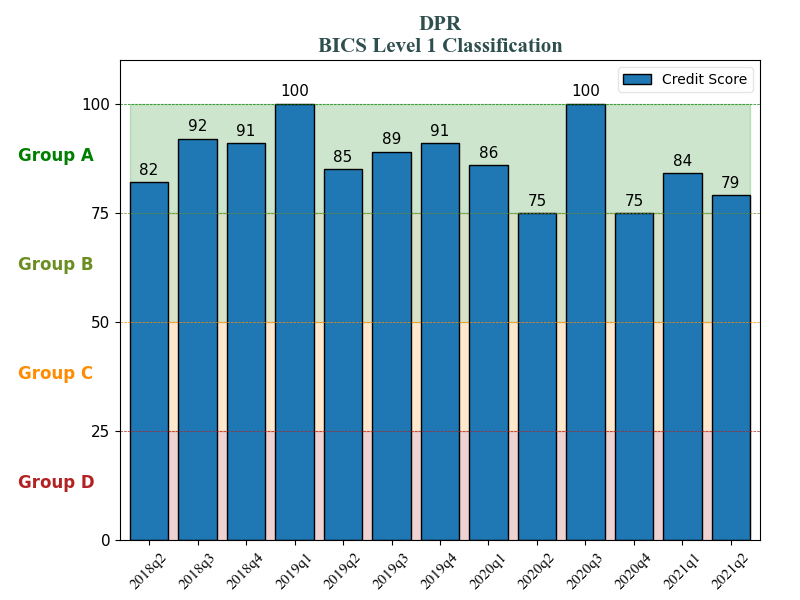 DPR
BICS Level 1 Classification
Credit Score
100
75
50
25
0
Group A
Group B
Group C
Group D
82
92
91
100
85
89
91
86
75
100
75
84
79
2018q2
2018q3
2018q4
2019q1
2019q2
2019q3
2019q4
2020q1
2020q2
2020q3
2020q4
2021q1
2021q2